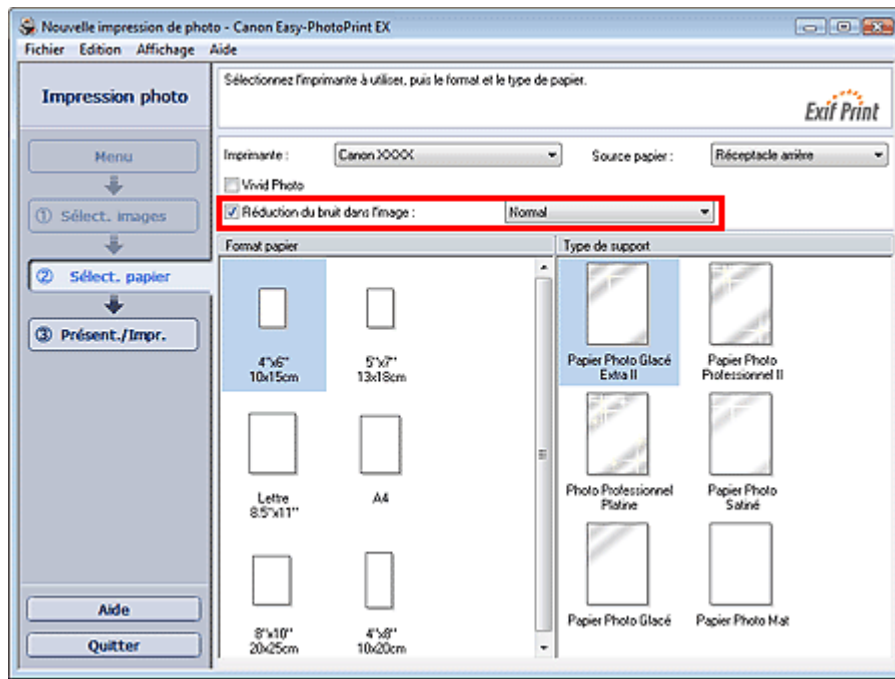 Nouvelle impression de photo - Canon Easy-PhotoPrint EX
Fichier Edition Affichage Aide
Impression photo
Sélectionnez l'imprimante à utiliser, puis le format et le type de papier.
Exif Print
Menu
① Sélect. images
② Sélect. papier
③ Présent./Impr.
Aide
Quitter
Imprimante : Canon XXXX Source papier : Réceptacle arrière
Vivid Photo
Réduction du bruit dans l'image : Normal
Format papier
4"x6" 5"x7"
10x15cm 13x18cm
Lettre A4
8.5"x11"
8"x10" 4"x8"
20x25cm 10x20cm
Type de support
Papier Photo Glacé Papier Photo
Extra II Professionnel II
Photo Professionnel Papier Photo
Platine Satiné
Papier Photo Glacé Papier Photo Mat